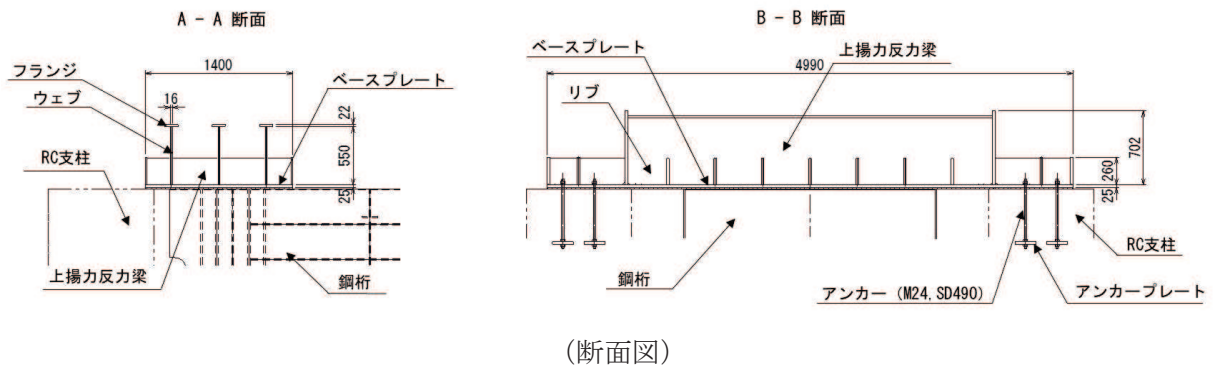 A - A 断面
1400
フランジ
ベースプレート
16
ウェブ
22
RC支柱
550
25
上揚力反力梁
鋼桁
B - B 断面
ベースプレート
上揚力反力梁
4990
リブ
702
260
25
鋼桁
RC支柱
アンカー (M24, SD490)
アンカープレート
(断面図)